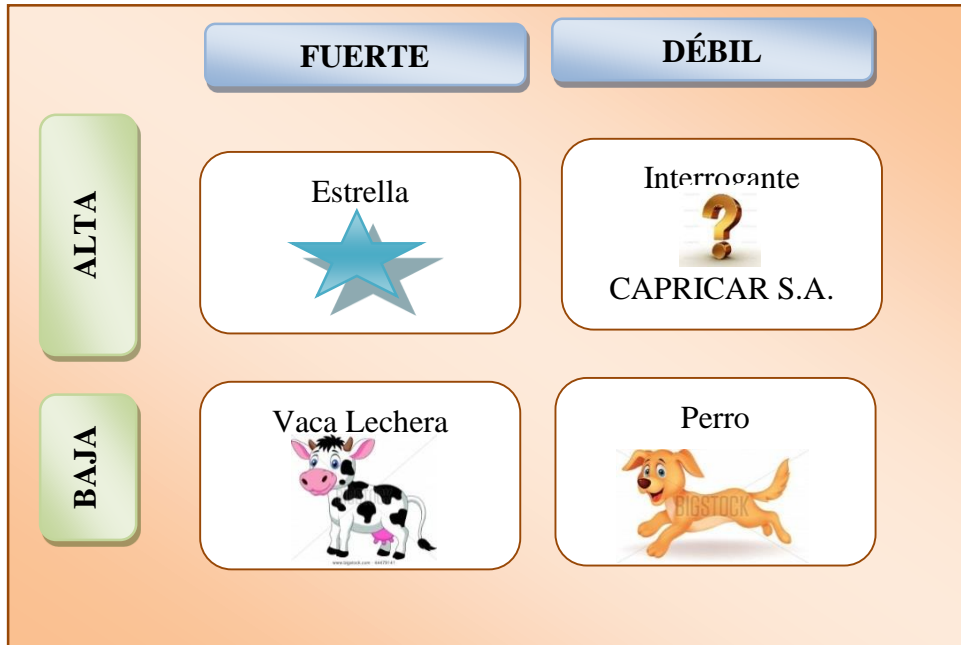 FUERTE
DÉBIL
ALTA
Estrella
Interrogante
CAPRICAR S.A.
BAJA
Vaca Lechera
Perro
BIGSTOCK